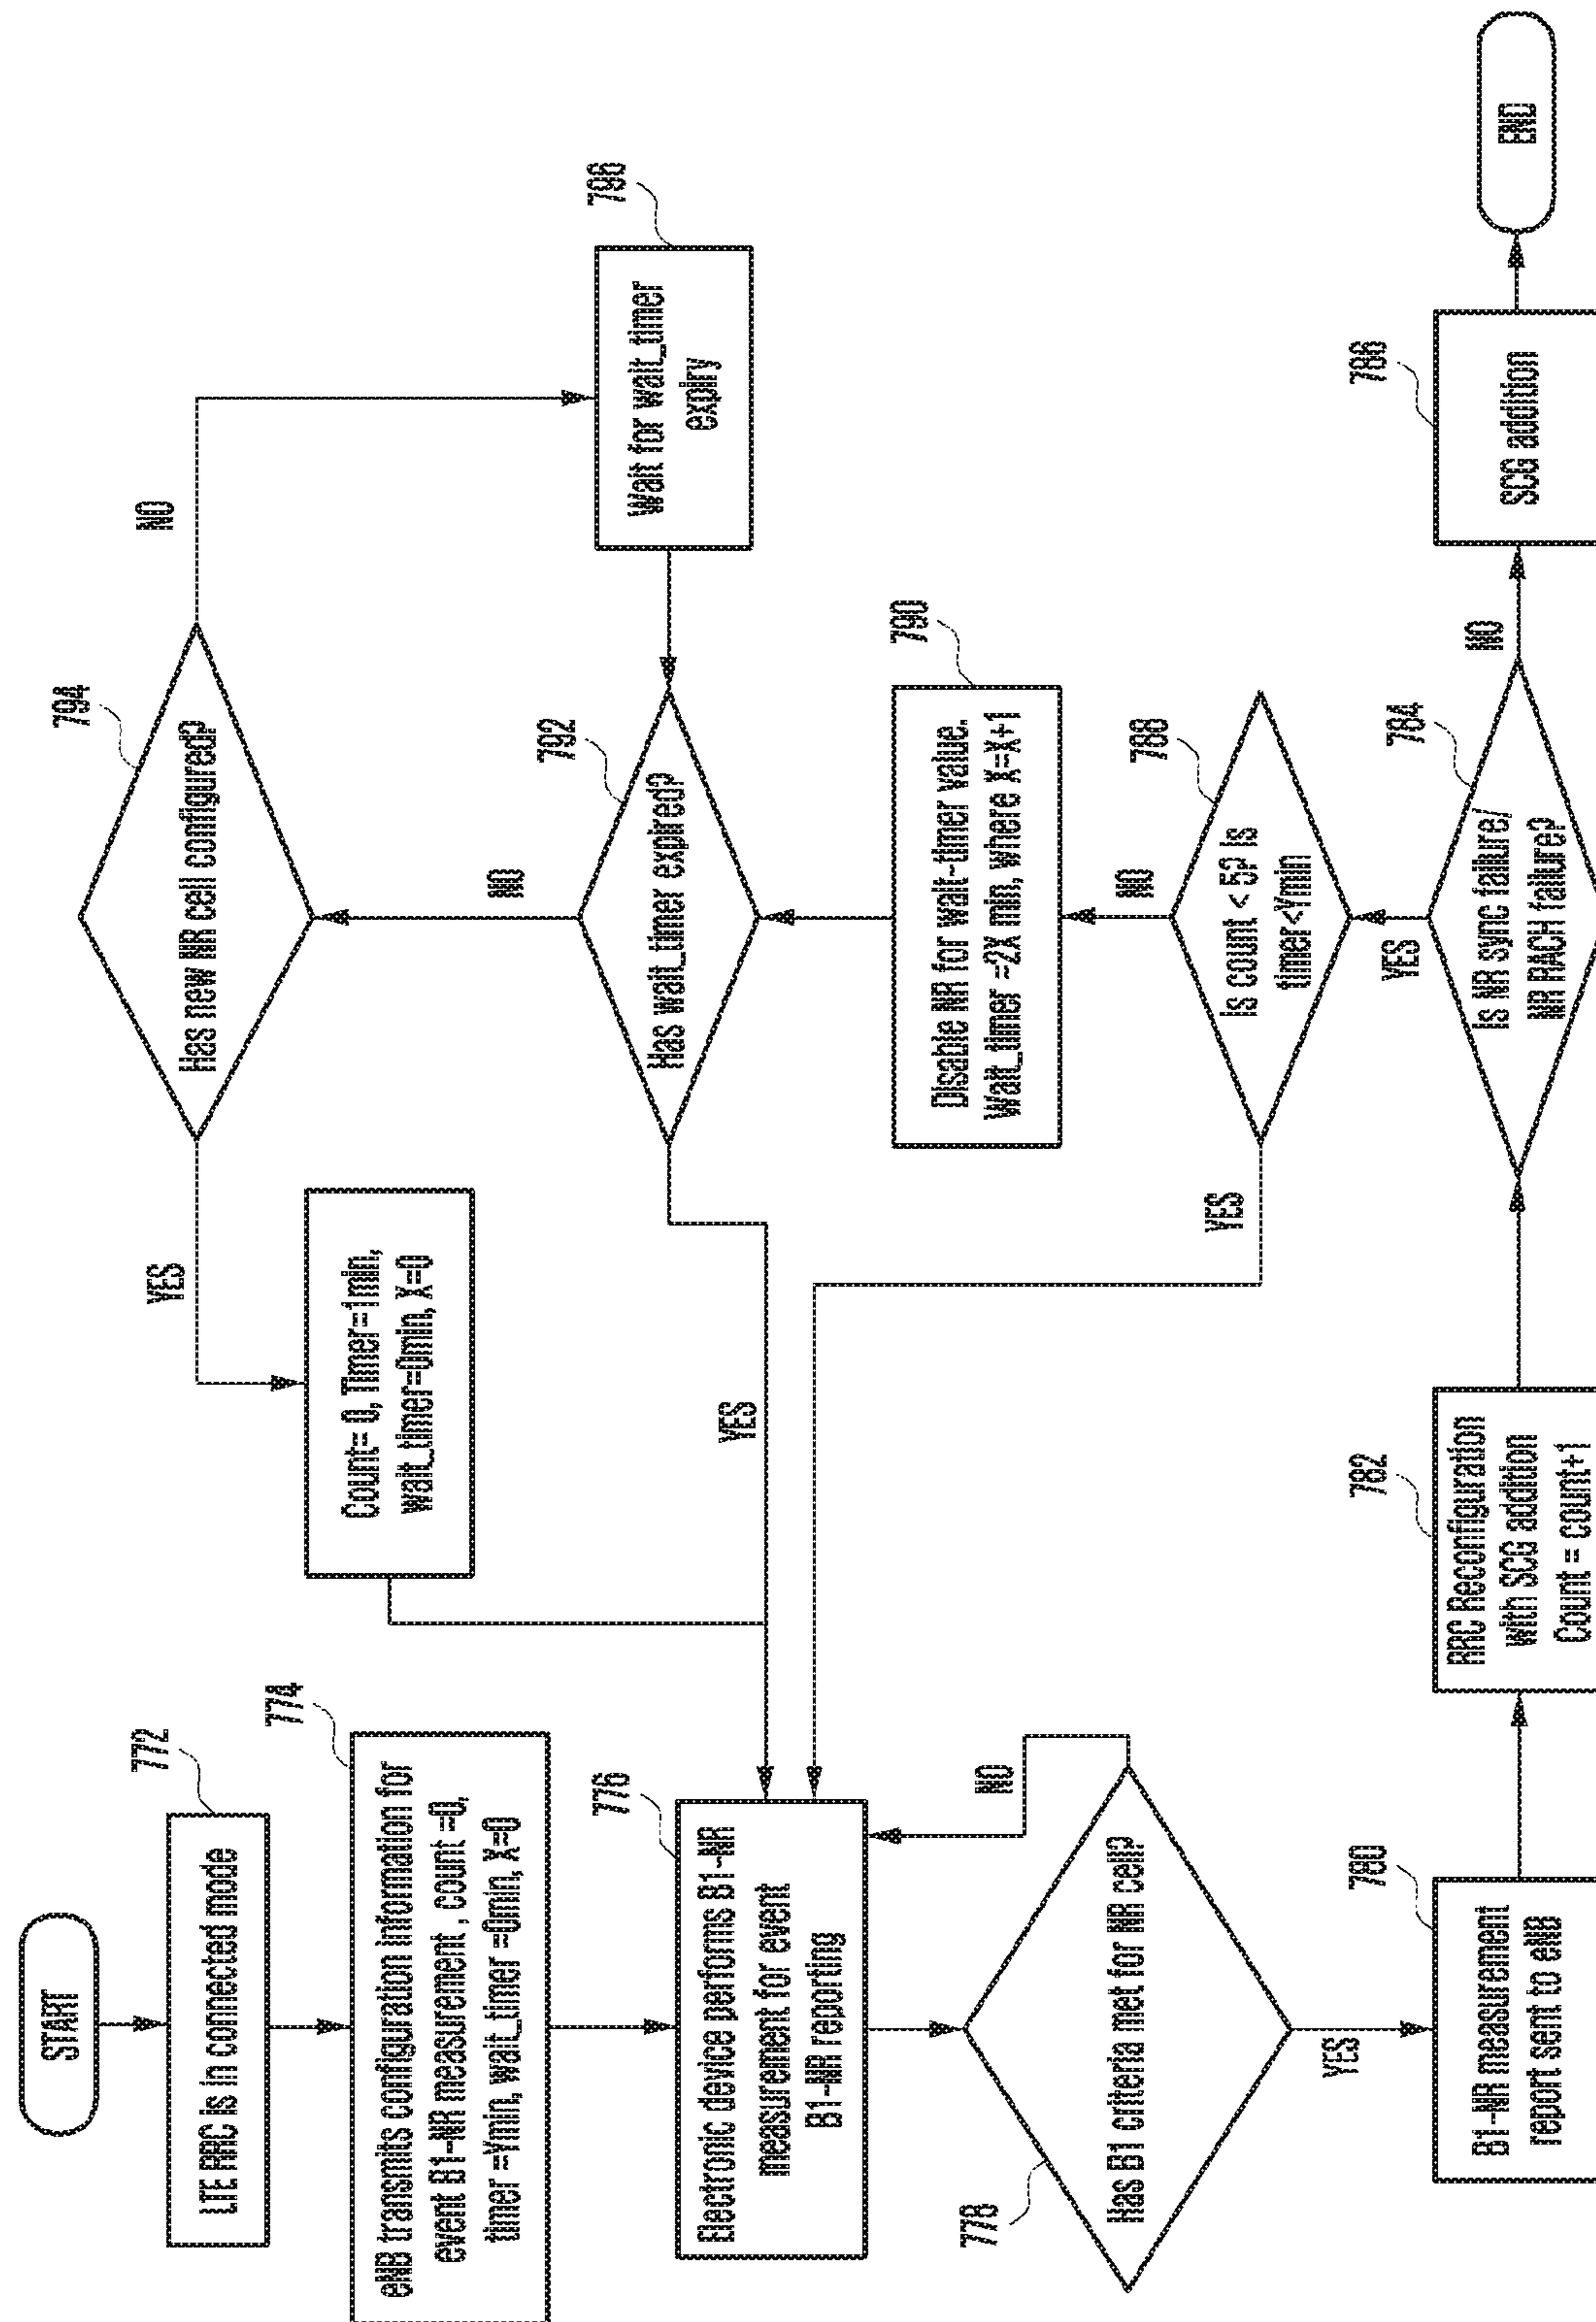 START
772
LTE RRC is in connected mode
774
eNB transmits configuration information for
event B1-NR measurement , count =0,
timer =Ymin, wait_timer =0min, X=0
776
Electronic device performs B1-NR
measurement for event
B1-NR reporting
778
Has B1 criteria met for NR cell?
NO
YES
780
B1-NR measurement
report sent to eNB
782
RRC Reconfiguration
with SCG addition
Count = count+1
784
Is NR sync failure/
NR RACH failure?
NO
YES
786
SCG addition
END
788
Is count < 5? Is
timer<Ymin
YES
NO
790
Disable NR for wait-timer value.
Wait_timer =2X min, where X=X+1
792
Has wait_timer expired?
YES
NO
794
Has new NR cell configured?
YES
NO
Count= 0, Timer=1min,
wait_timer=0min, X=0
796
Wait for wait_timer
expiry